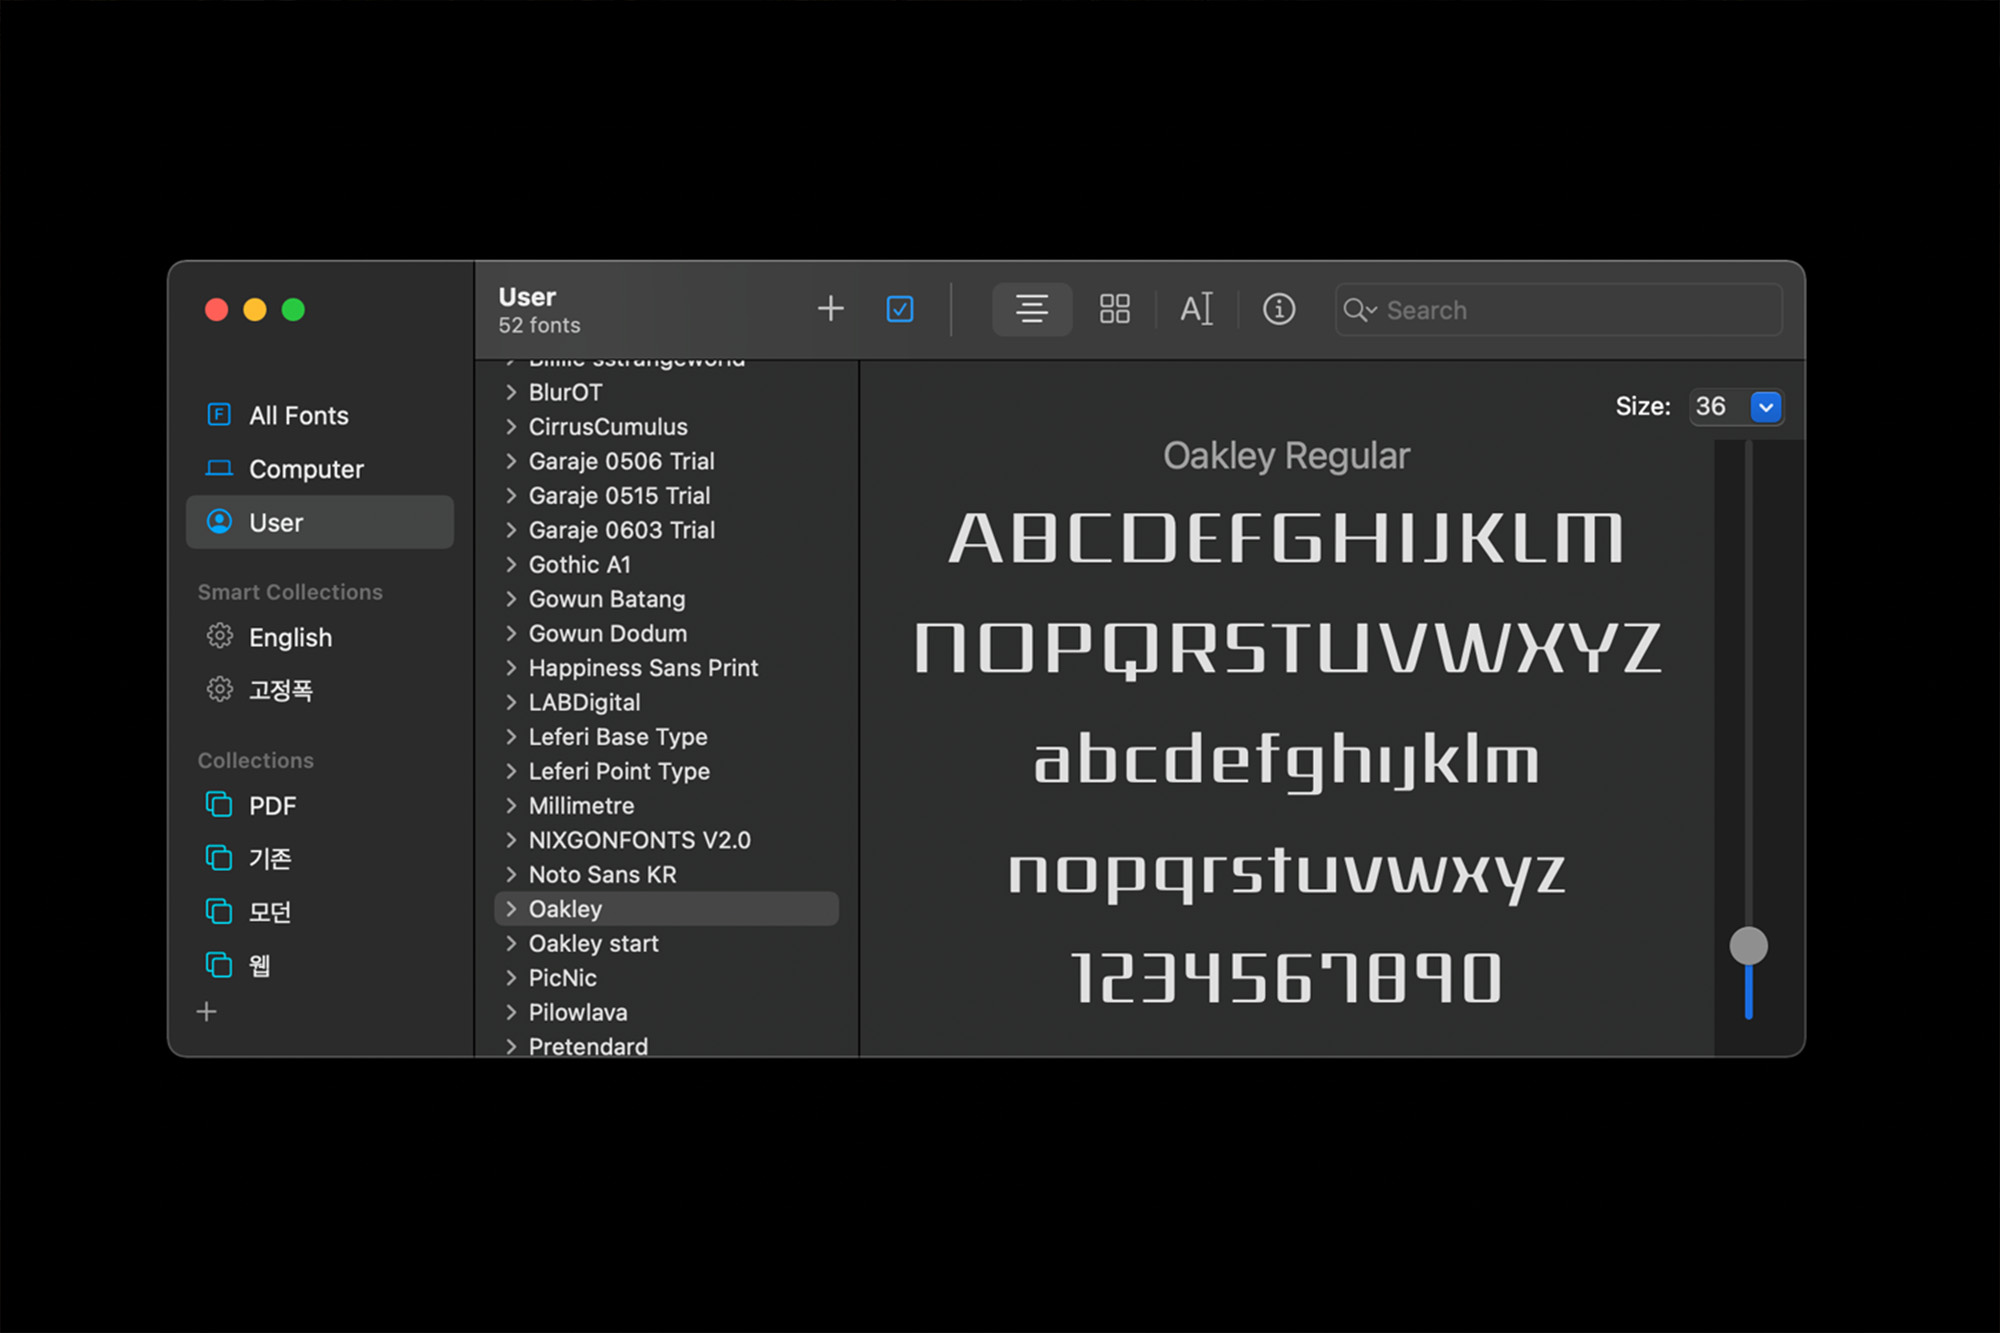 User
52 fonts
Search
All Fonts
Computer
User
Smart Collections
English
고정폭
Collections
PDF
기존
모던
웹
BlurOT
CirrusCumulus
Garaje 0506 Trial
Garaje 0515 Trial
Garaje 0603 Trial
Gothic A1
Gowun Batang
Gowun Dodum
Happiness Sans Print
LABDigital
Leferi Base Type
Leferi Point Type
Millimetre
NIXGONFONTS V2.0
Noto Sans KR
Oakley
Oakley start
PicNic
Pilowlava
Pretendard
Size: 36
Oakley Regular
ABCDEFGHIJKLM
NOPQRSTUVWXYZ
abcdefghijklm
nopqrstuvwxyz
1234567890